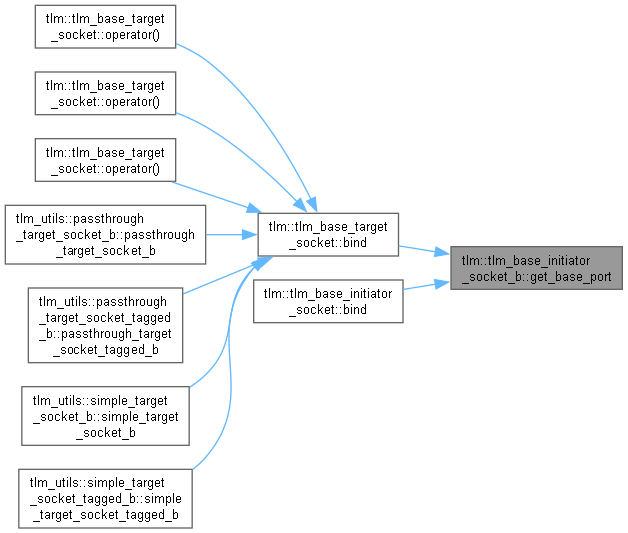 tlm::tlm_base_target
_socket::operator()
tlm::tlm_base_target
_socket::operator()
tlm::tlm_base_target
_socket::operator()
tlm_utils::passthrough
_target_socket_b::passthrough
_target_socket_b
tlm_utils::passthrough
_target_socket_tagged
_b::passthrough_target
_socket_tagged_b
tlm_utils::simple_target
_socket_b::simple_target
_socket_b
tlm_utils::simple_target
_socket_tagged_b::simple
_target_socket_tagged_b
tlm::tlm_base_target
_socket::bind
tlm::tlm_base_initiator
_socket::bind
tlm::tlm_base_initiator
_socket_b::get_base_port